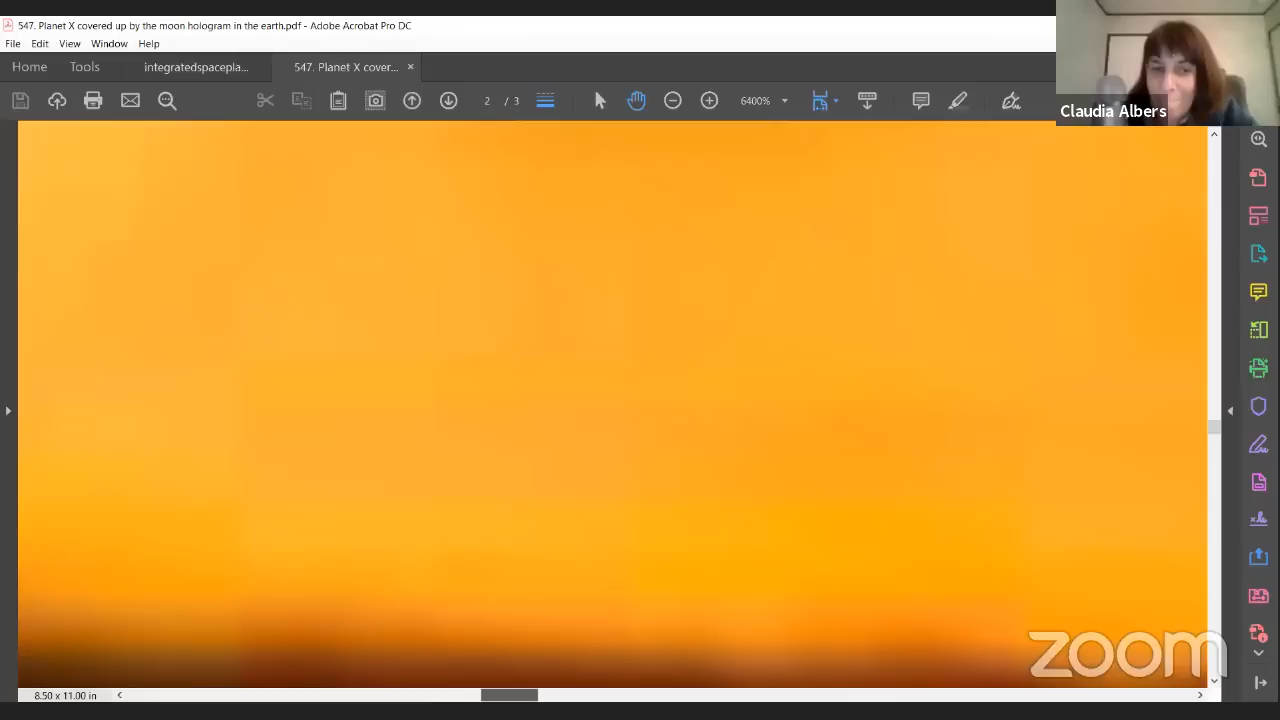 547. Planet X covered up by the moon hologram in the earth.pdf - Adobe Acrobat Pro DC
File Edit View Window Help
Home Tools integratedspacepla... 547. Planet X cover... ×
2 / 3 6400%
Claudia Albers
zoom
8.50 x 11.00 in